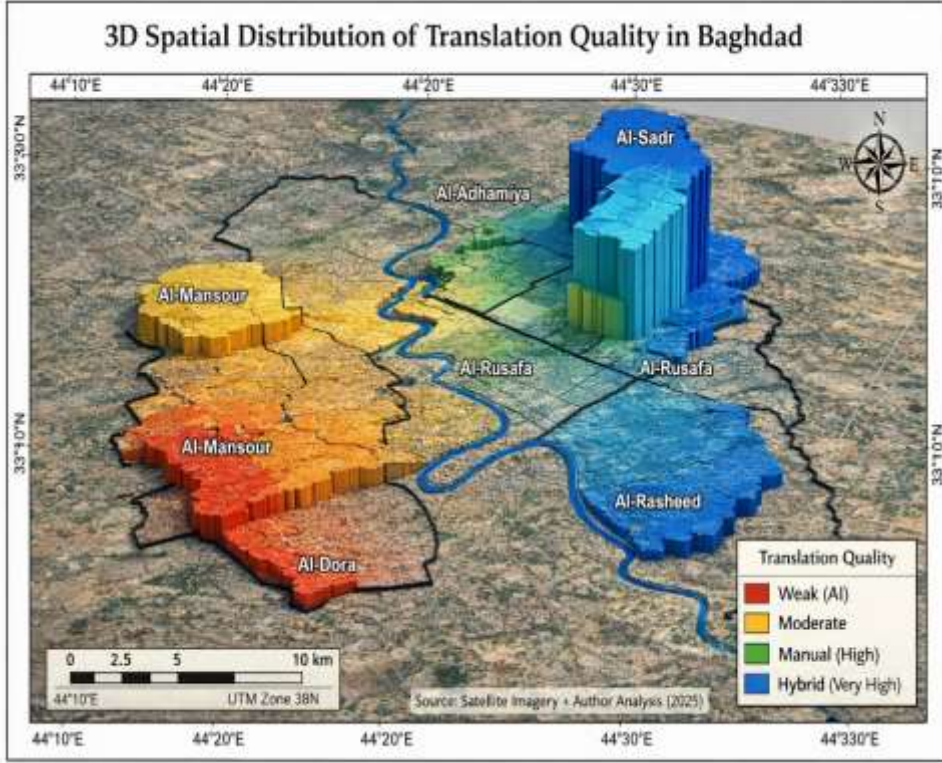 3D Spatial Distribution of Translation Quality in Baghdad
44°10'E 44°20'E 44°20'E 44°30'E 44°330'E
33°10'N
33°10'N
33°10'N
N
W E
S
Al-Sadr
Al-Adhamiya
Al-Mansour
Al-Rusafa
Al-Rusafa
Al-Mansour
Al-Rasheed
Al-Dora
Translation Quality
Weak (AI)
Moderate
Manual (High)
Hybrid (Very High)
0 2.5 5 10 km
44°10'E UTM Zone 38N
Source: Satellite Imagery + Author Analysis (2025)
44°10'E 44°20'E 44°20'E 44°30'E 44°330'E